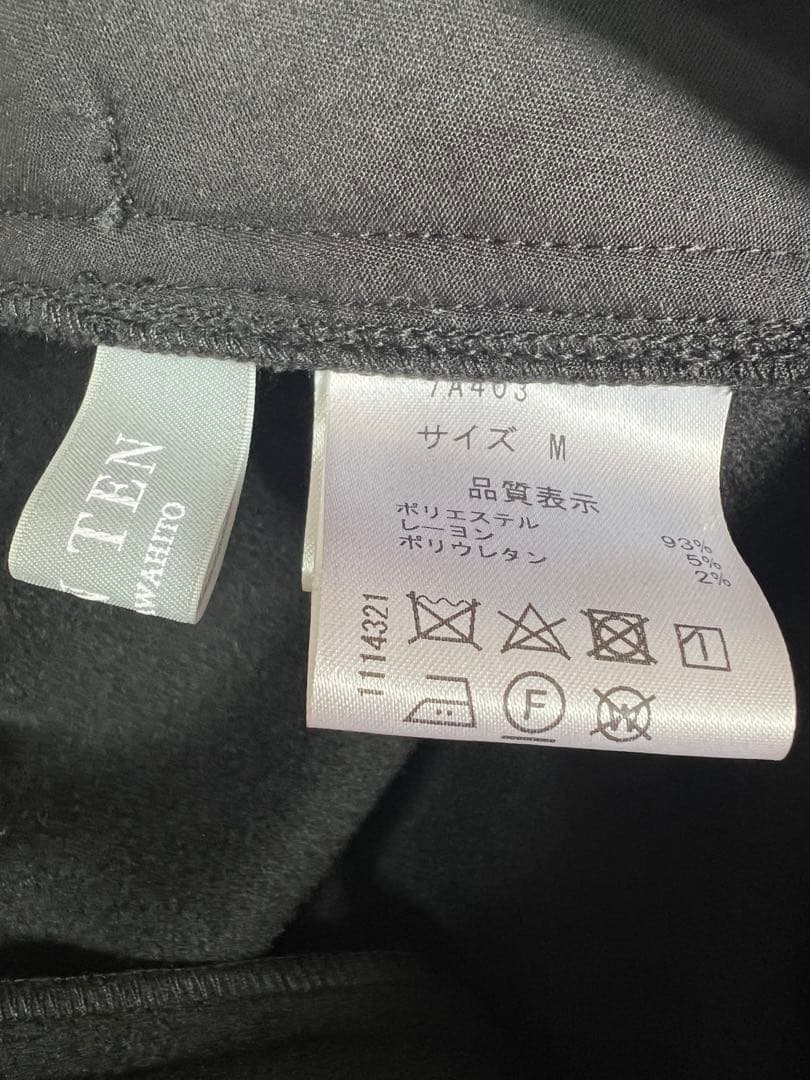 TEN
WAHITO
7A403
サイズ M
品質表示
ポリエステル 93%
レーヨン 5%
ポリウレタン 2%
1114321
1
F
W